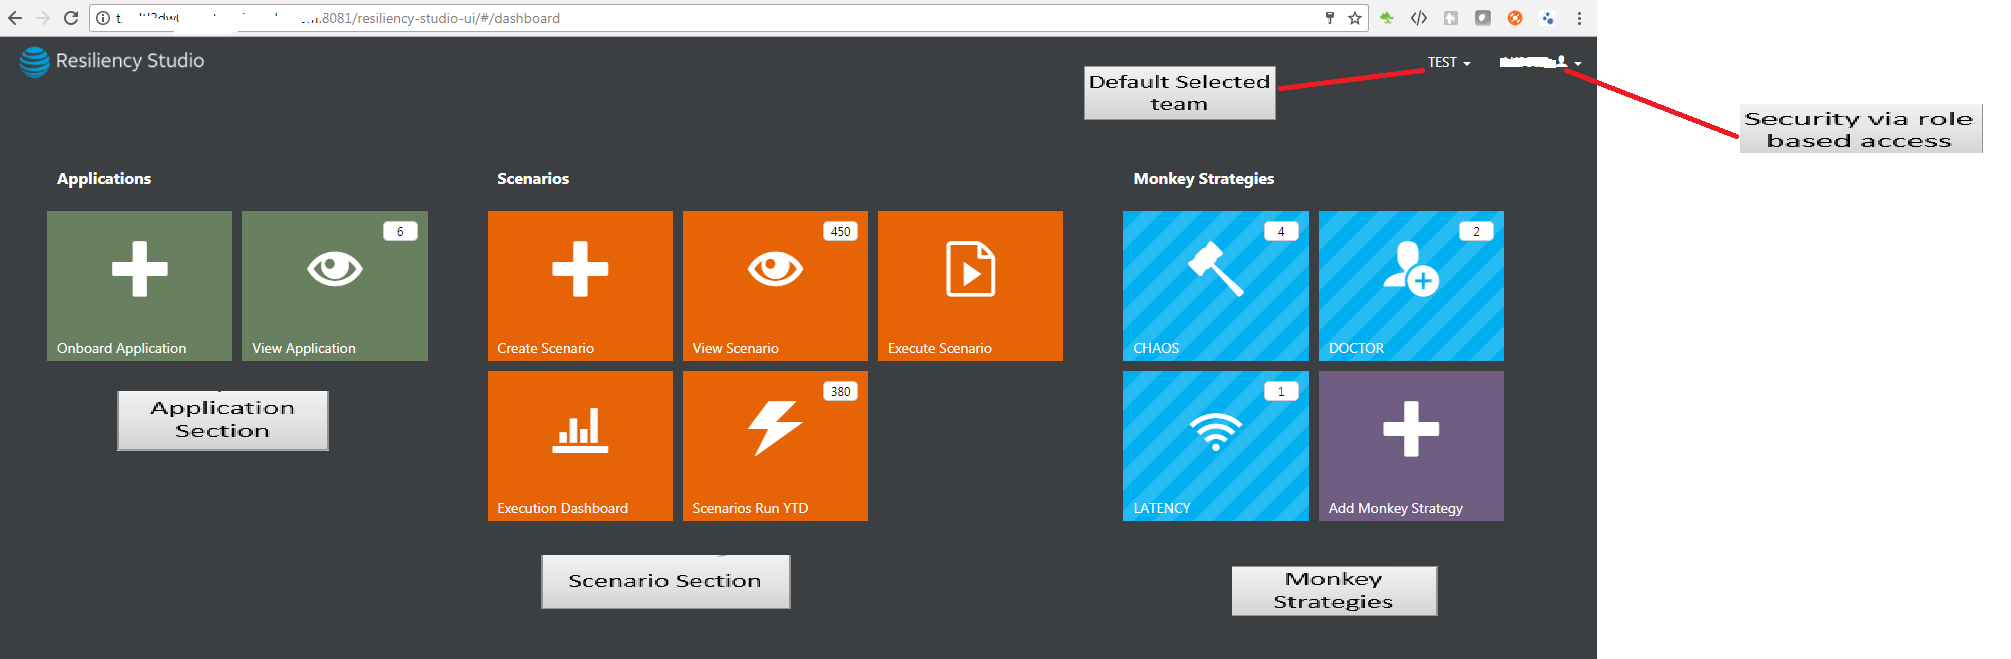 :8081/resiliency-studio-ui/#/dashboard
Resiliency Studio
TEST
Default Selected
team
Security via role
based access
Applications
Scenarios
Monkey Strategies
6
450
4
2
Onboard Application
View Application
Create Scenario
View Scenario
Execute Scenario
CHAOS
DOCTOR
380
1
Execution Dashboard
Scenarios Run YTD
LATENCY
Add Monkey Strategy
Application
Section
Scenario Section
Monkey
Strategies